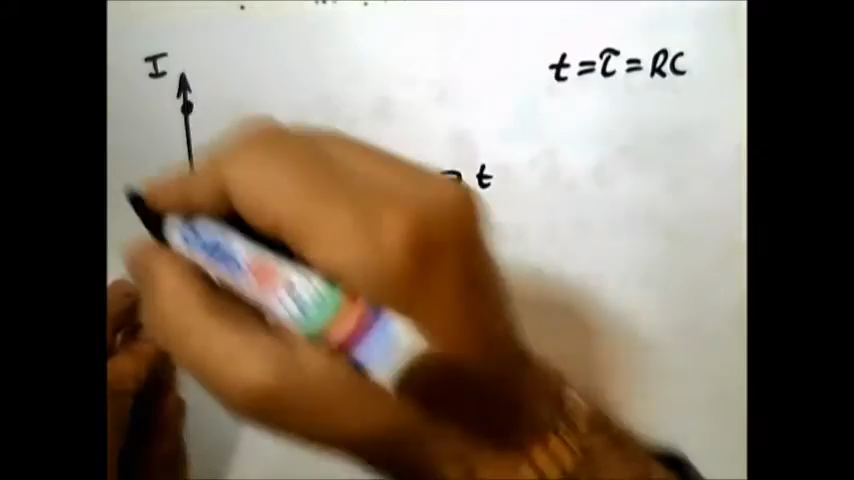 I
t = τ = RC
t